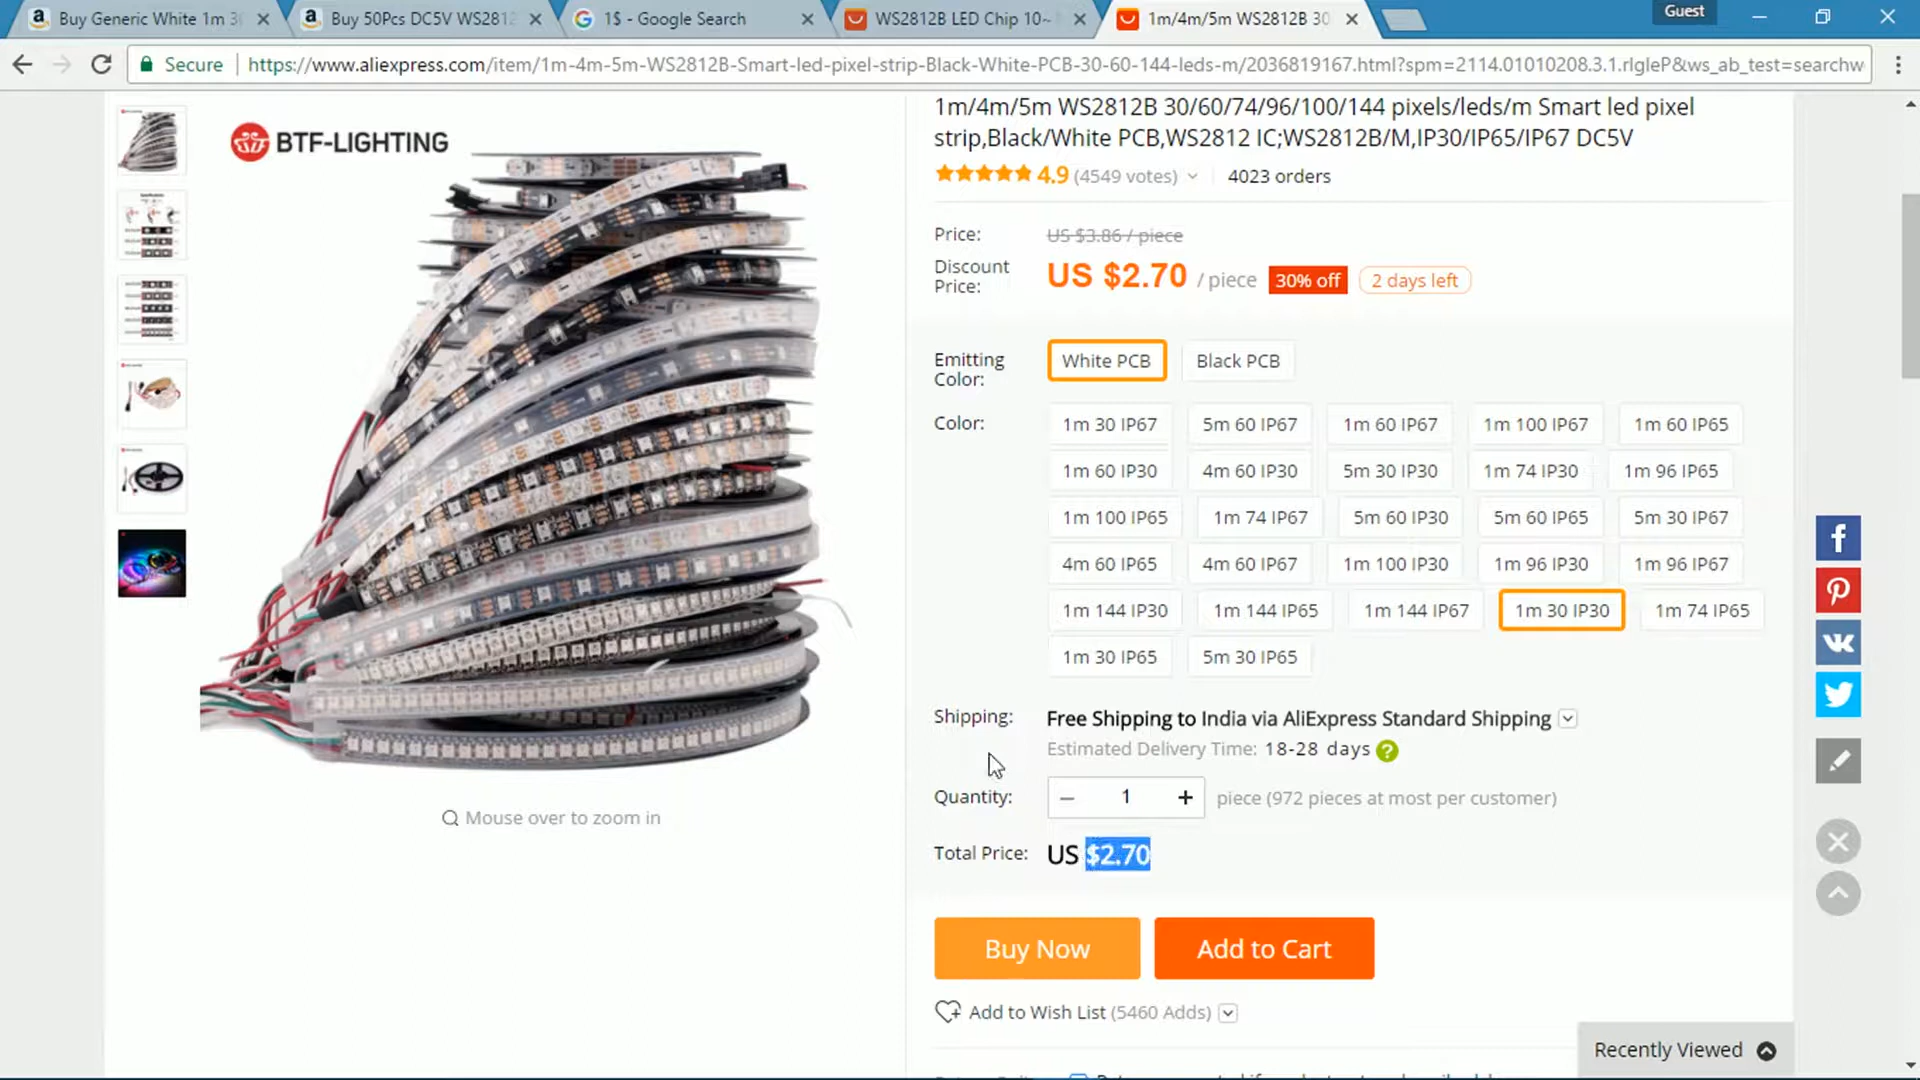 Buy Generic White 1m 3
Buy 50Pcs DC5V WS2812
1$ - Google Search
WS2812B LED Chip 10~
1m/4m/5m WS2812B 30
Guest
Secure
https://www.aliexpress.com/item/1m-4m-5m-WS2812B-Smart-led-pixel-strip-Black-White-PCB-30-60-144-leds-m/2036819167.html?spm=2114.01010208.3.1.rlgleP&ws_ab_test=searchw
BTF-LIGHTING
1m/4m/5m WS2812B 30/60/74/96/100/144 pixels/leds/m Smart led pixel
strip,Black/White PCB,WS2812 IC;WS2812B/M,IP30/IP65/IP67 DC5V
4.9 (4549 votes) 4023 orders
Price: US $3.86 / piece
Discount
Price: US $2.70 / piece 30% off 2 days left
Emitting
Color: White PCB Black PCB
Color: 1m 30 IP67 5m 60 IP67 1m 60 IP67 1m 100 IP67 1m 60 IP65
1m 60 IP30 4m 60 IP30 5m 30 IP30 1m 74 IP30 1m 96 IP65
1m 100 IP65 1m 74 IP67 5m 60 IP30 5m 60 IP65 5m 30 IP67
4m 60 IP65 4m 60 IP67 1m 100 IP30 1m 96 IP30 1m 96 IP67
1m 144 IP30 1m 144 IP65 1m 144 IP67 1m 30 IP30 1m 74 IP65
1m 30 IP65 5m 30 IP65
Shipping: Free Shipping to India via AliExpress Standard Shipping
Estimated Delivery Time: 18-28 days ?
Quantity: − 1 + piece (972 pieces at most per customer)
Mouse over to zoom in
Total Price: US $2.70
Buy Now Add to Cart
Add to Wish List (5460 Adds)
Recently Viewed